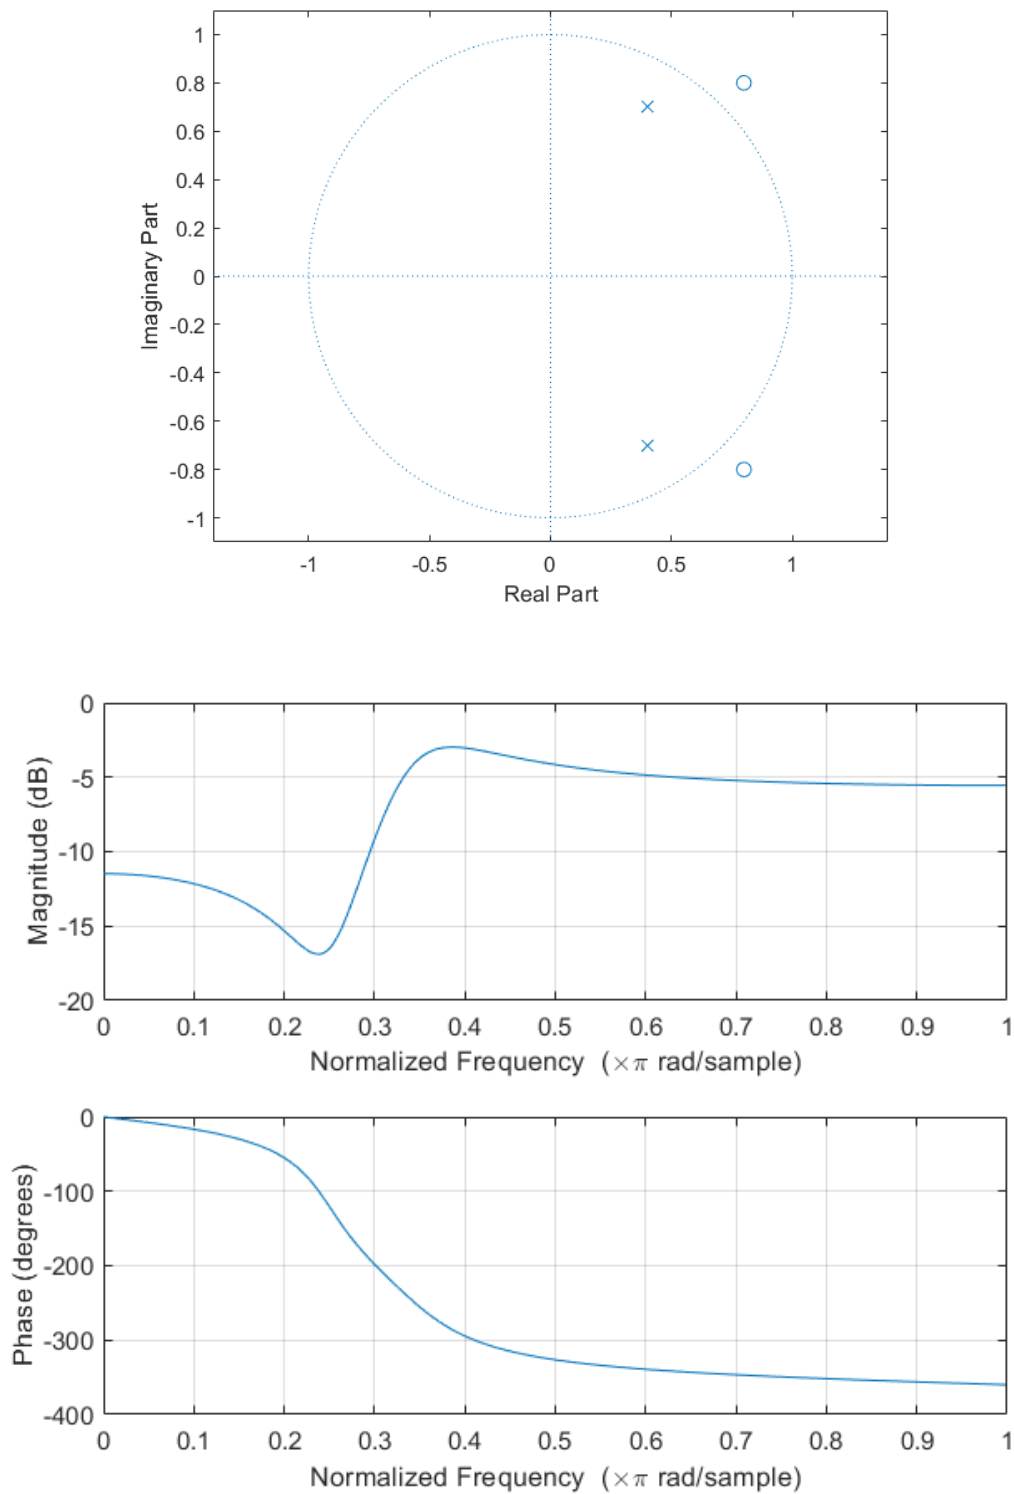 1
0.8
0.6
0.4
0.2
0
-0.2
-0.4
-0.6
-0.8
-1
Imaginary Part
-1 -0.5 0 0.5 1
Real Part
0
-5
-10
-15
-20
Magnitude (dB)
0 0.1 0.2 0.3 0.4 0.5 0.6 0.7 0.8 0.9 1
Normalized Frequency (×π rad/sample)
0
-100
-200
-300
-400
Phase (degrees)
0 0.1 0.2 0.3 0.4 0.5 0.6 0.7 0.8 0.9 1
Normalized Frequency (×π rad/sample)